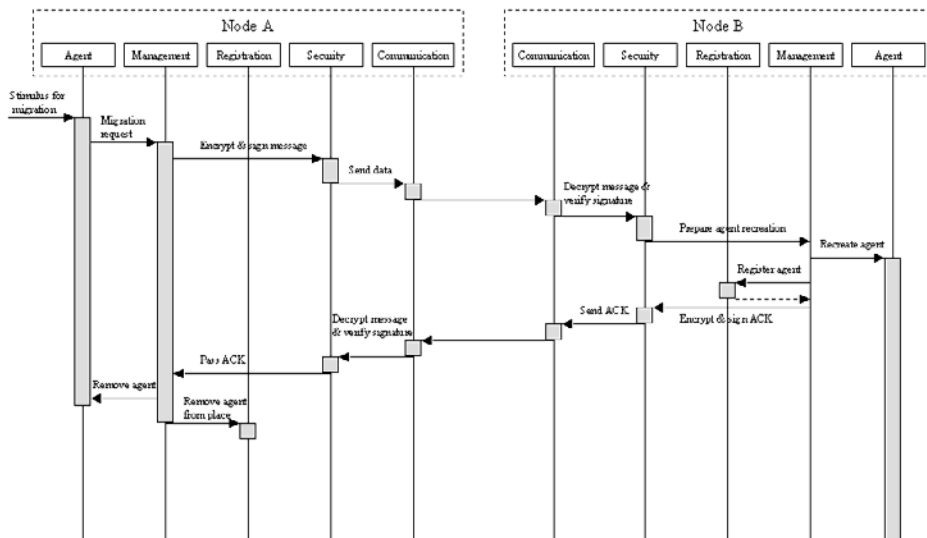 Node A
Node B
Agent
Management
Registration
Security
Communication
Communication
Security
Registration
Management
Agent
Stimulus for
migration
Migration
request
Encrypt & sign message
Send data
Decrypt message &
verify signature
Prepare agent recreation
Recreate agent
Register agent
Encrypt & sign ACK
Send ACK
Decrypt message
& verify signature
Pass ACK
Remove agent
Remove agent
from place